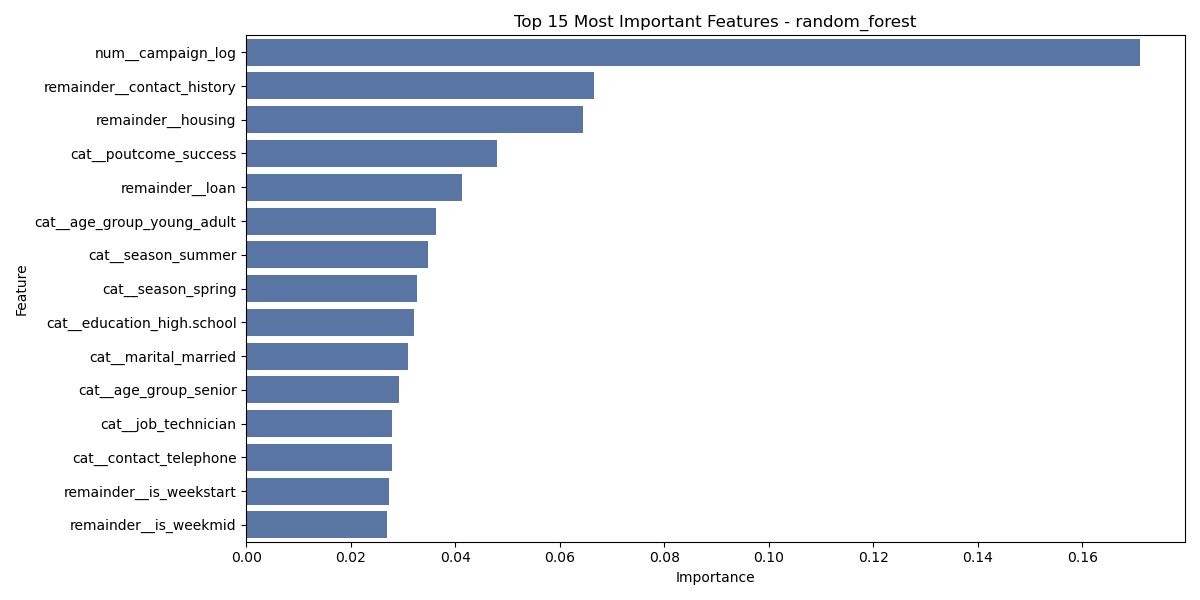 Top 15 Most Important Features - random_forest
Feature
num__campaign_log
remainder__contact_history
remainder__housing
cat__poutcome_success
remainder__loan
cat__age_group_young_adult
cat__season_summer
cat__season_spring
cat__education_high.school
cat__marital_married
cat__age_group_senior
cat__job_technician
cat__contact_telephone
remainder__is_weekstart
remainder__is_weekmid
0.00 0.02 0.04 0.06 0.08 0.10 0.12 0.14 0.16
Importance